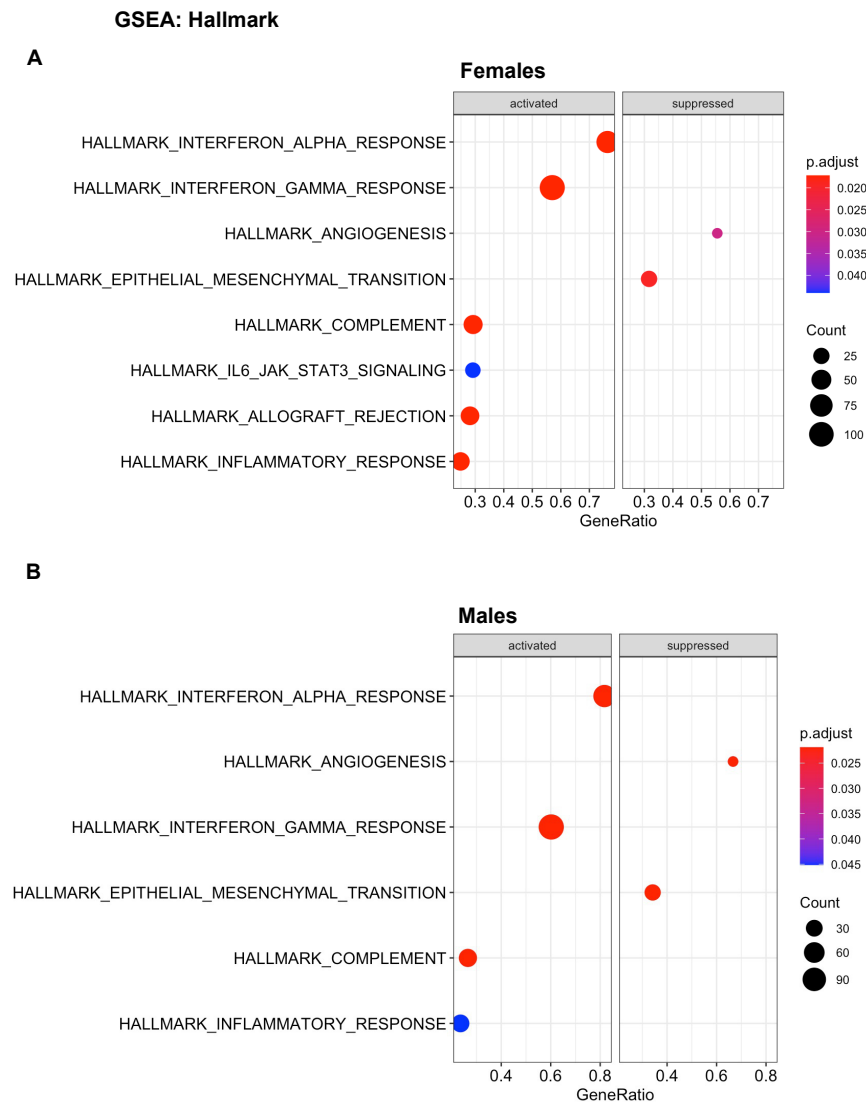 GSEA: Hallmark
A
Females
activated
suppressed
HALLMARK_INTERFERON_ALPHA_RESPONSE
HALLMARK_INTERFERON_GAMMA_RESPONSE
HALLMARK_ANGIOGENESIS
HALLMARK_EPITHELIAL_MESENCHYMAL_TRANSITION
HALLMARK_COMPLEMENT
HALLMARK_IL6_JAK_STAT3_SIGNALING
HALLMARK_ALLOGRAFT_REJECTION
HALLMARK_INFLAMMATORY_RESPONSE
0.3 0.4 0.5 0.6 0.7
0.3 0.4 0.5 0.6 0.7
GeneRatio
p.adjust
0.020
0.025
0.030
0.035
0.040
Count
25
50
75
100
B
Males
activated
suppressed
HALLMARK_INTERFERON_ALPHA_RESPONSE
HALLMARK_ANGIOGENESIS
HALLMARK_INTERFERON_GAMMA_RESPONSE
HALLMARK_EPITHELIAL_MESENCHYMAL_TRANSITION
HALLMARK_COMPLEMENT
HALLMARK_INFLAMMATORY_RESPONSE
0.4 0.6 0.8
0.4 0.6 0.8
GeneRatio
p.adjust
0.025
0.030
0.035
0.040
0.045
Count
30
60
90